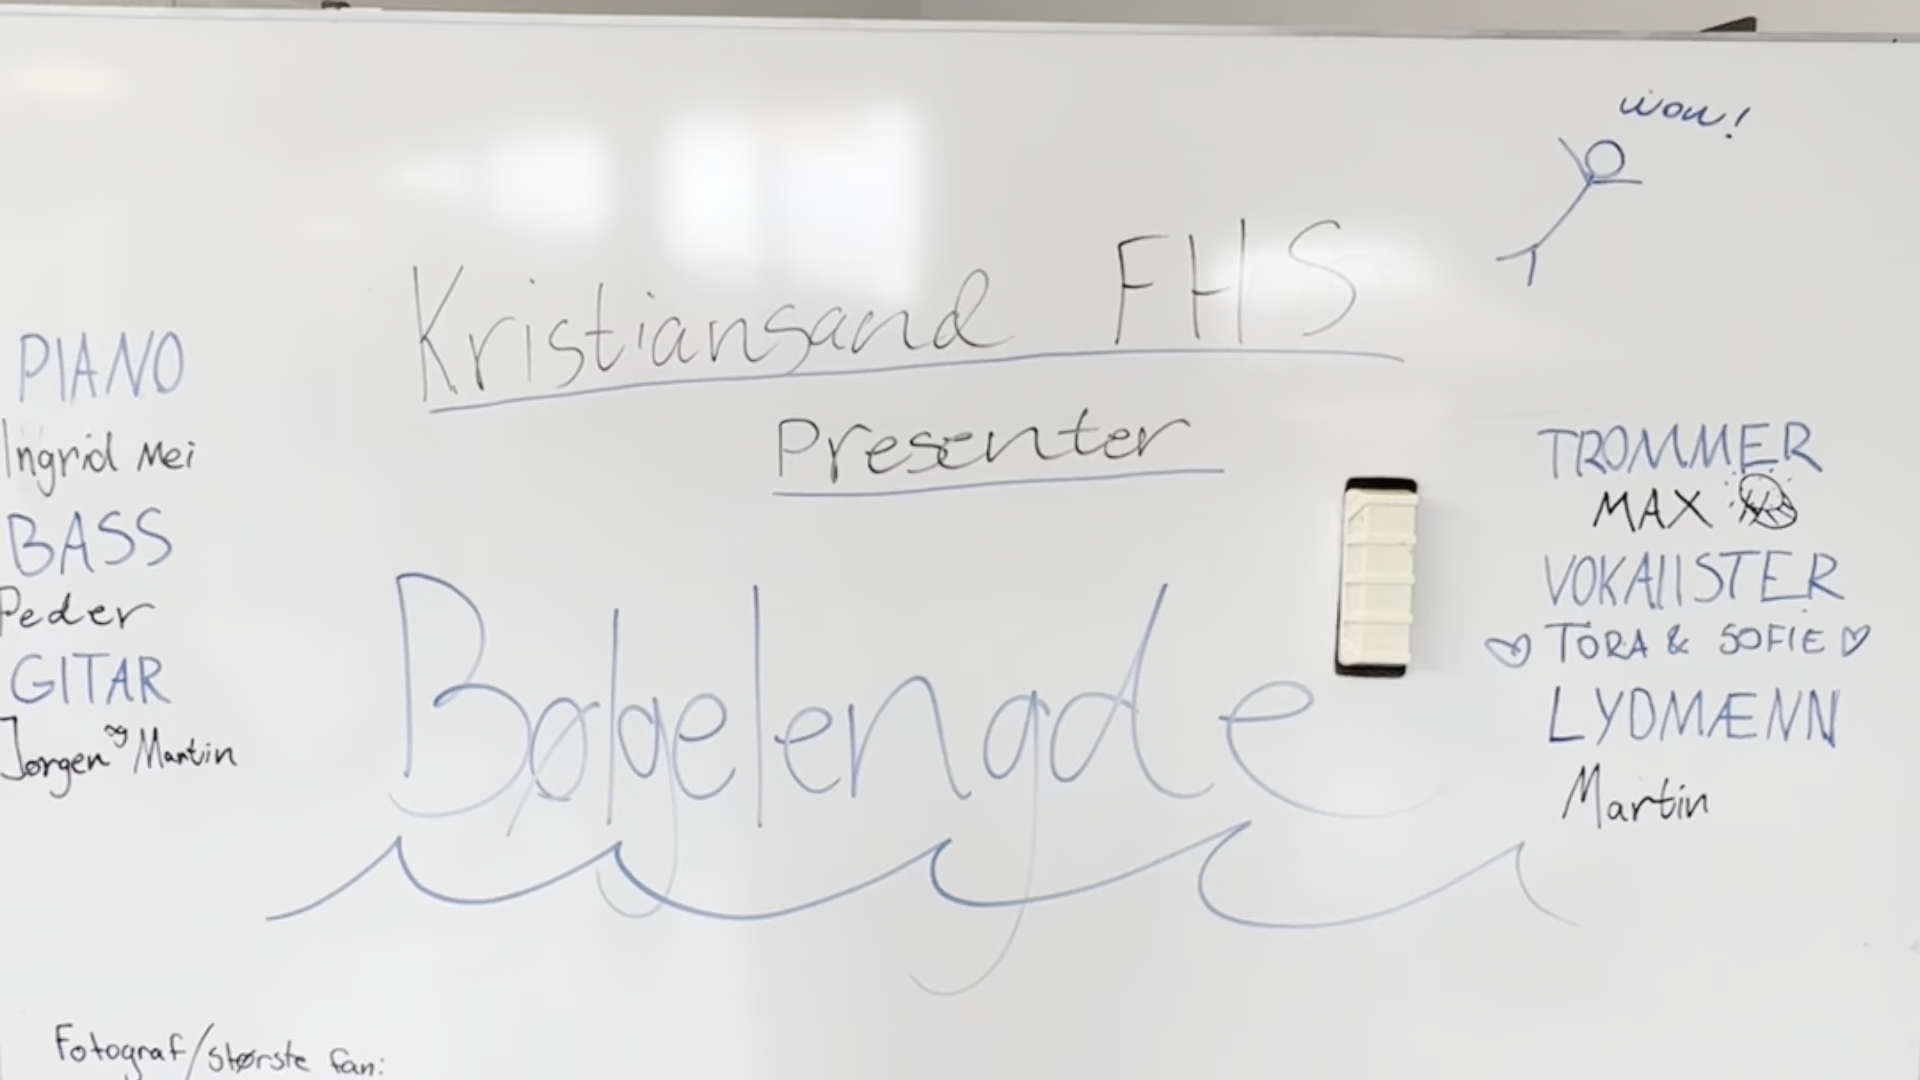 wow!
Kristiansand FHS
Presenter
Bølgelengde
PIANO
Ingrid Mei
BASS
Peder
GITAR
Jørgen og Martin
TROMMER
MAX
VOKALISTER
TORA & SOFIE
LYDMÆNN
Martin
Fotograf/største fan: